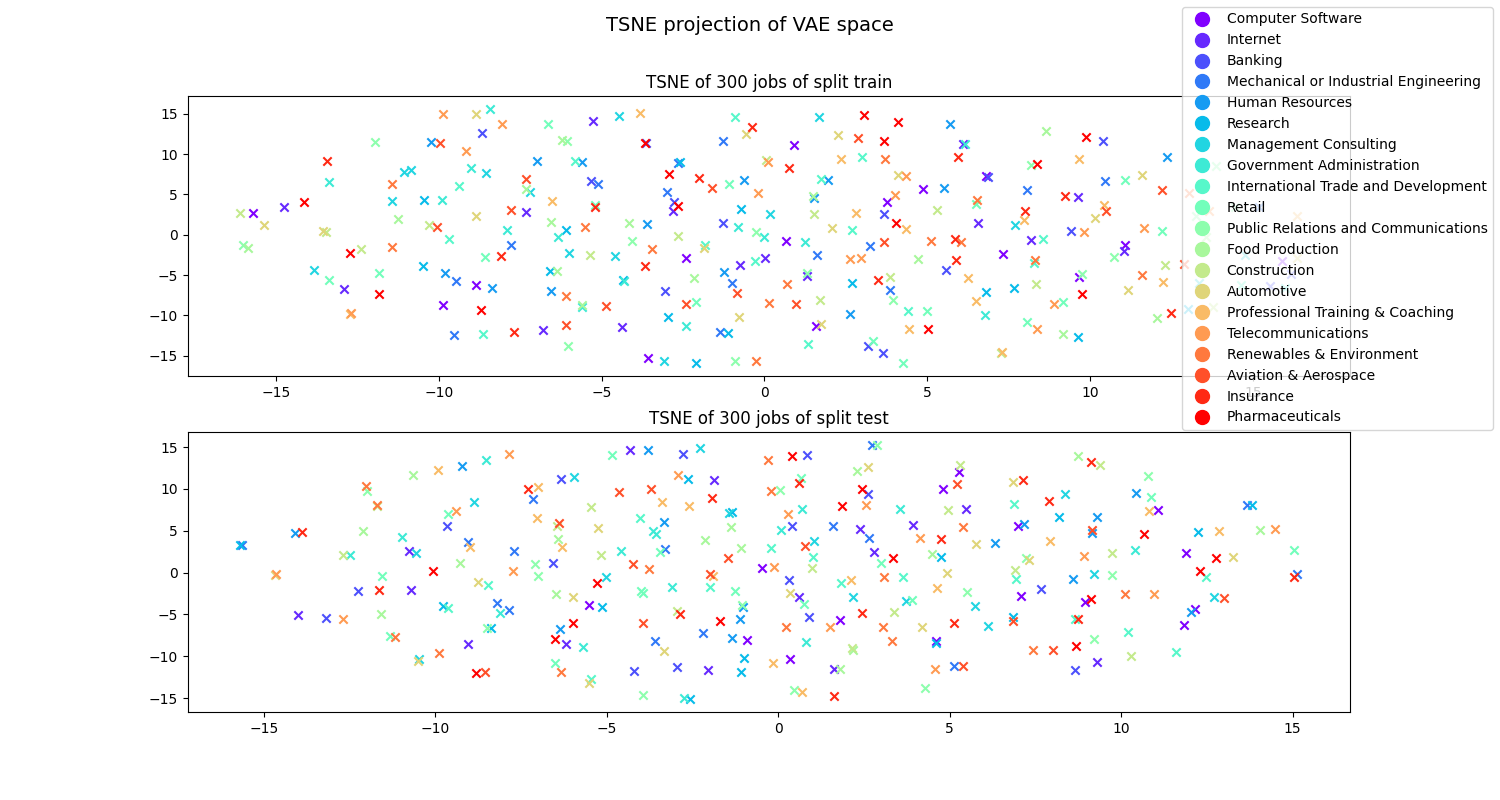 TSNE projection of VAE space
TSNE of 300 jobs of split train
15
10
5
0
−5
−10
−15
−15
−10
−5
0
5
10
15
TSNE of 300 jobs of split test
15
10
5
0
−5
−10
−15
−15
−10
−5
0
5
10
15
Computer Software
Internet
Banking
Mechanical or Industrial Engineering
Human Resources
Research
Management Consulting
Government Administration
International Trade and Development
Retail
Public Relations and Communications
Food Production
Construction
Automotive
Professional Training & Coaching
Telecommunications
Renewables & Environment
Aviation & Aerospace
Insurance
Pharmaceuticals